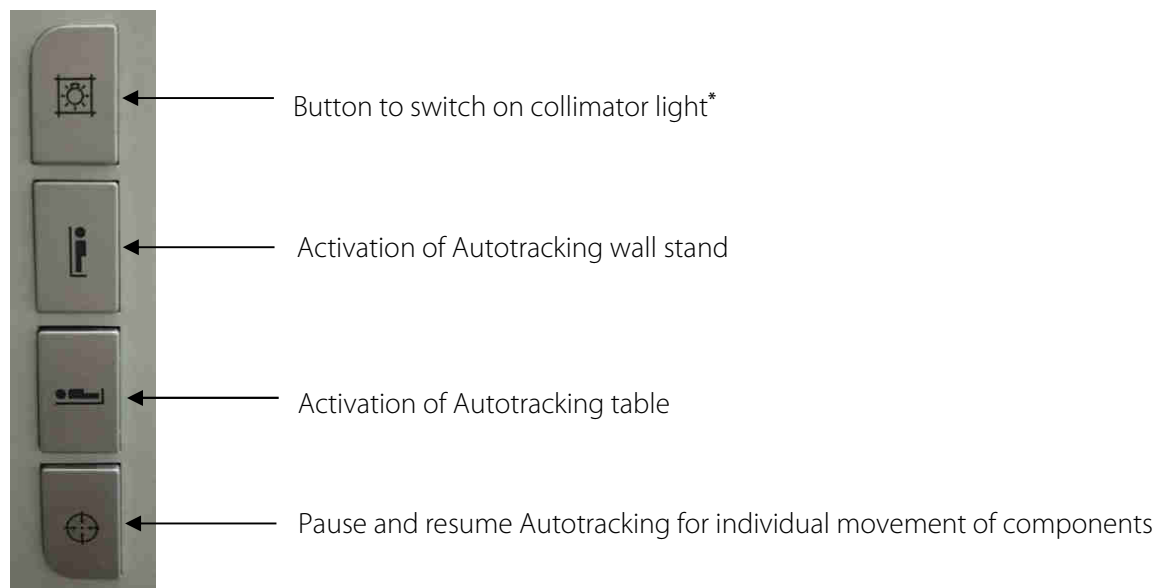 Button to switch on collimator light*
Activation of Autotracking wall stand
Activation of Autotracking table
Pause and resume Autotracking for individual movement of components